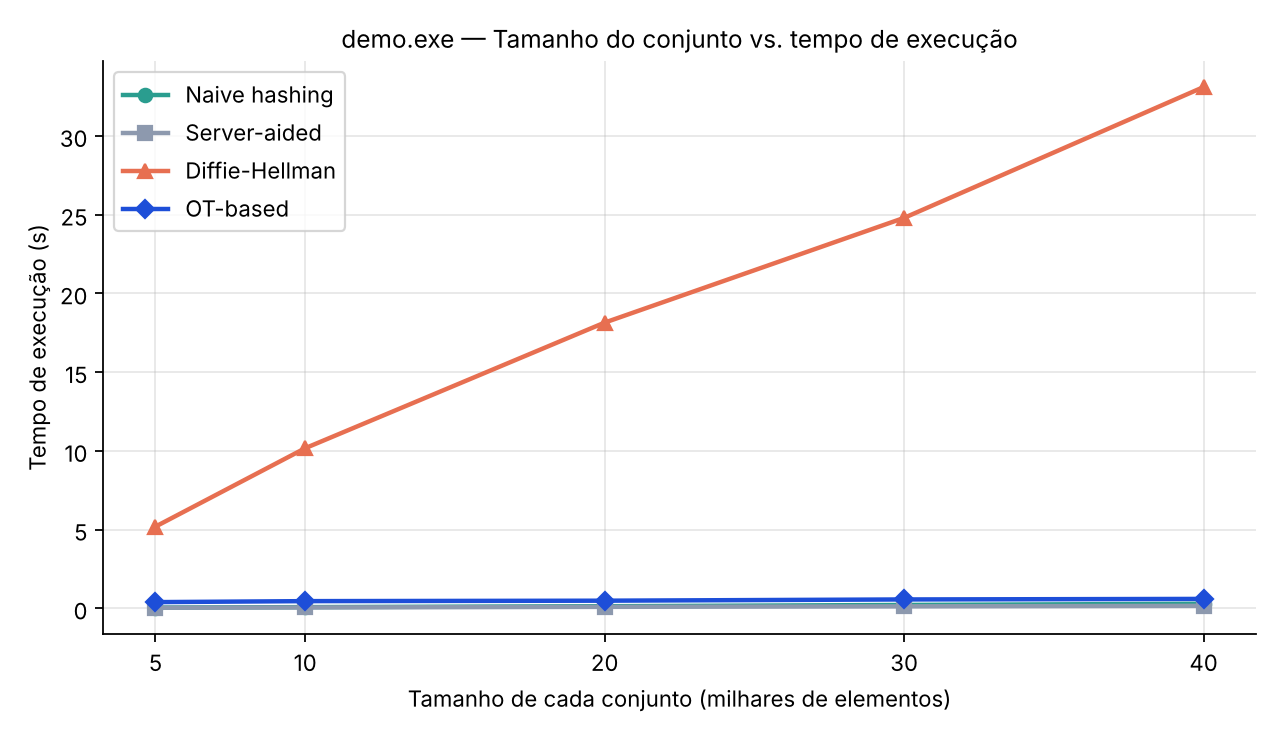 demo.exe — Tamanho do conjunto vs. tempo de execução
Naive hashing
Server-aided
Diffie-Hellman
OT-based
Tempo de execução (s)
30
25
20
15
10
5
0
5 10 20 30 40
Tamanho de cada conjunto (milhares de elementos)